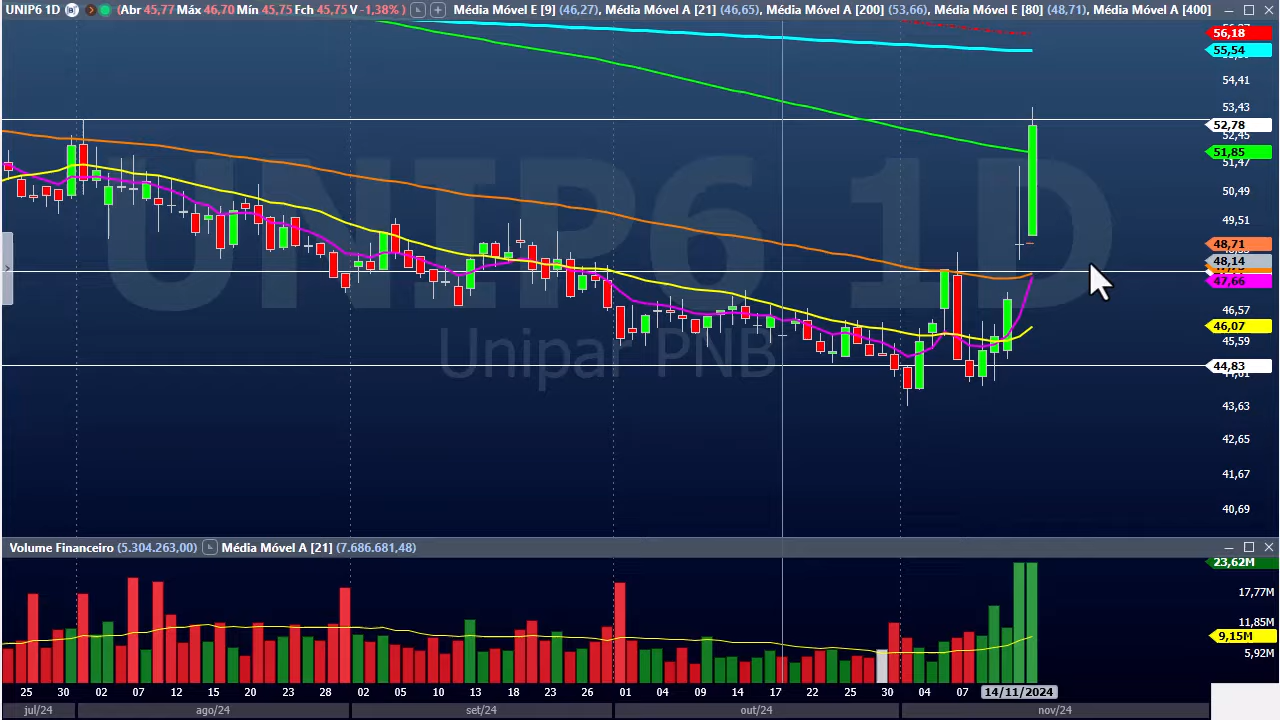 UNIP6 1D (Abr 45,77 Máx 46,70 Mín 45,75 Fch 45,75 V -1,38% ) Média Móvel E [9] (46,27), Média Móvel A [21] (46,65), Média Móvel A [200] (53,66), Média Móvel E [80] (48,71), Média Móvel A [400]
56,18
55,54
54,41
53,43
52,78
52,45
51,85
51,47
50,49
49,51
48,71
48,14
47,66
46,57
46,07
45,59
44,83
44,61
43,63
42,65
41,67
40,69
UNIP6 1D
Unipar PNB
Volume Financeiro (5.304.263,00) Média Móvel A [21] (7.686.681,48)
23,62M
17,77M
11,85M
9,15M
5,92M
25 30 02 07 12 15 20 23 28 02 05 10 13 18 23 26 01 04 09 14 17 22 25 30 04 07 14/11/2024
jul/24 ago/24 set/24 out/24 nov/24